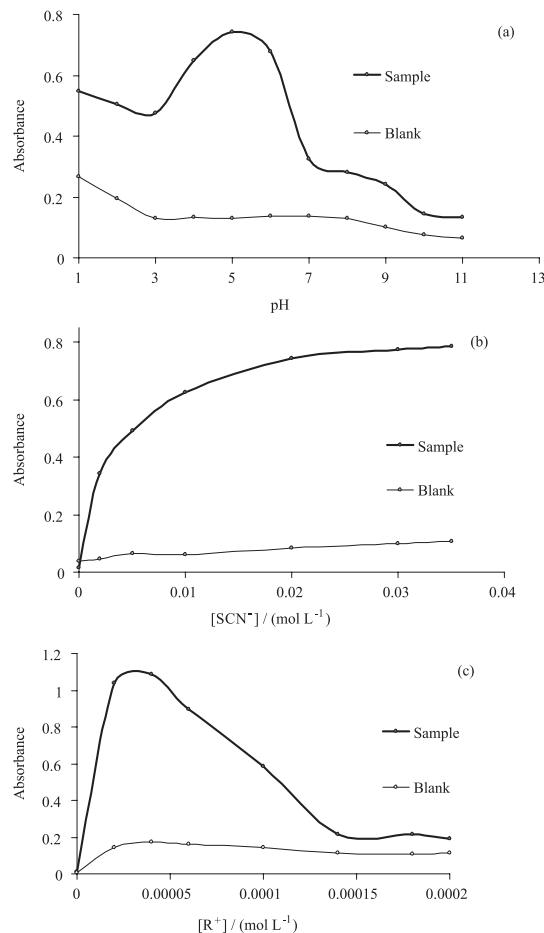 (a)
0.8
Sample
0.6
Absorbance
0.4
Blank
0.2
0
1 3 5 7 9 11 13
pH
(b)
0.8
0.6
Absorbance
Sample
0.4
Blank
0.2
0
0 0.01 0.02 0.03 0.04
[SCN⁻] / (mol L⁻¹)
1.2
(c)
1
Sample
0.8
Absorbance
0.6
Blank
0.4
0.2
0
0 0.00005 0.0001 0.00015 0.0002
[R⁺] / (mol L⁻¹)